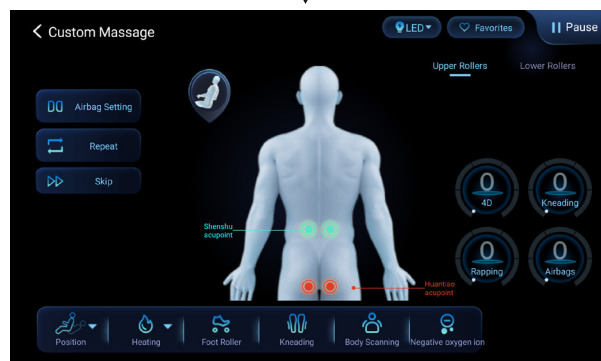 Custom Massage
LED
Favorites
Pause
Upper Rollers
Lower Rollers
Airbag Setting
Repeat
Skip
0
4D
0
Kneading
Shenshu
acupoint
0
Rapping
0
Airbags
Huantiao
acupoint
Position
Heating
Foot Roller
Kneading
Body Scanning
Negative oxygen ion